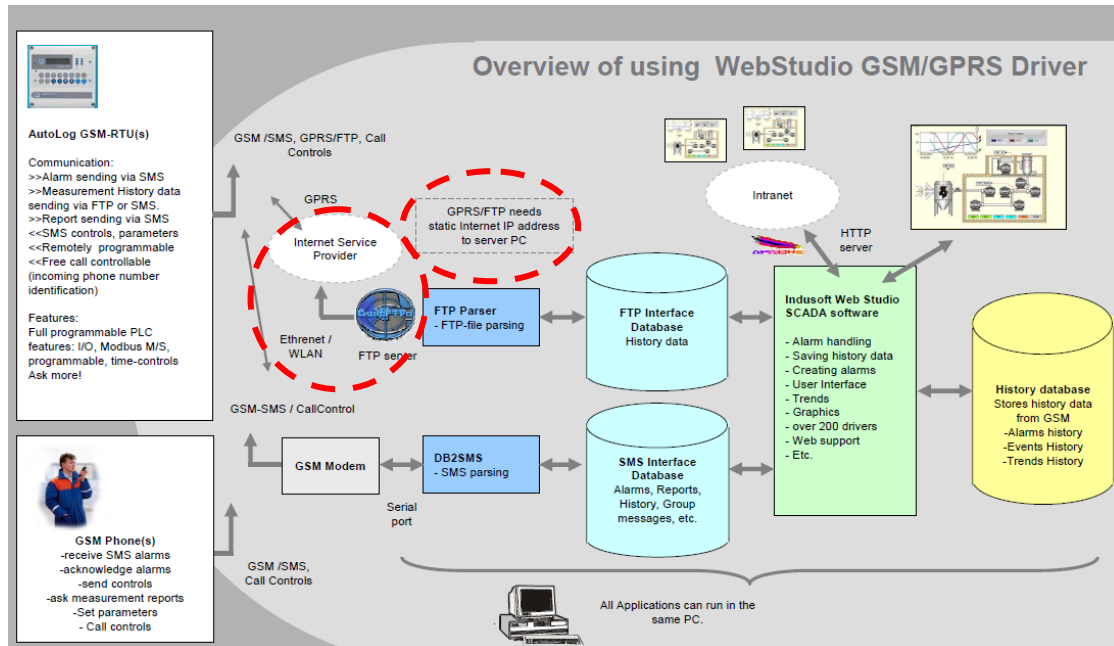 Overview of using WebStudio GSM/GPRS Driver
AutoLog GSM-RTU(s)
Communication:
>>Alarm sending via SMS
>>Measurement History data
sending via FTP or SMS.
>>Report sending via SMS
<<SMS controls, parameters
<<Remotely programable
<<Free call controllable
(incoming phone number
identification)
Features:
Full programmable PLC
features: I/O, Modbus M/S,
programmable, time-controls
Ask more!
GSM /SMS, GPRS/FTP, Call
Controls
GPRS
Internet Service
Provider
GPRS/FTP needs
static Internet IP address
to server PC
Ethrenet /
WLAN
FTP server
FTP Parser
- FTP-file parsing
FTP Interface
Database
History data
Intranet
HTTP
server
Indusoft Web Studio
SCADA software
- Alarm handling
- Saving history data
- Creating alarms
- User Interface
- Trends
- Graphics
- over 200 drivers
- Web support
- Etc.
History database
Stores history data
from GSM
-Alarms history
-Events History
-Trends History
GSM-SMS / CallControl
GSM Modem
Serial
port
DB2SMS
- SMS parsing
SMS Interface
Database
Alarms, Reports,
History, Group
messages, etc.
GSM Phone(s)
-receive SMS alarms
-acknowledge alarms
-send controls
-ask measurement reports
-Set parameters
- Call controls
GSM /SMS,
Call Controls
All Applications can run in the
same PC.